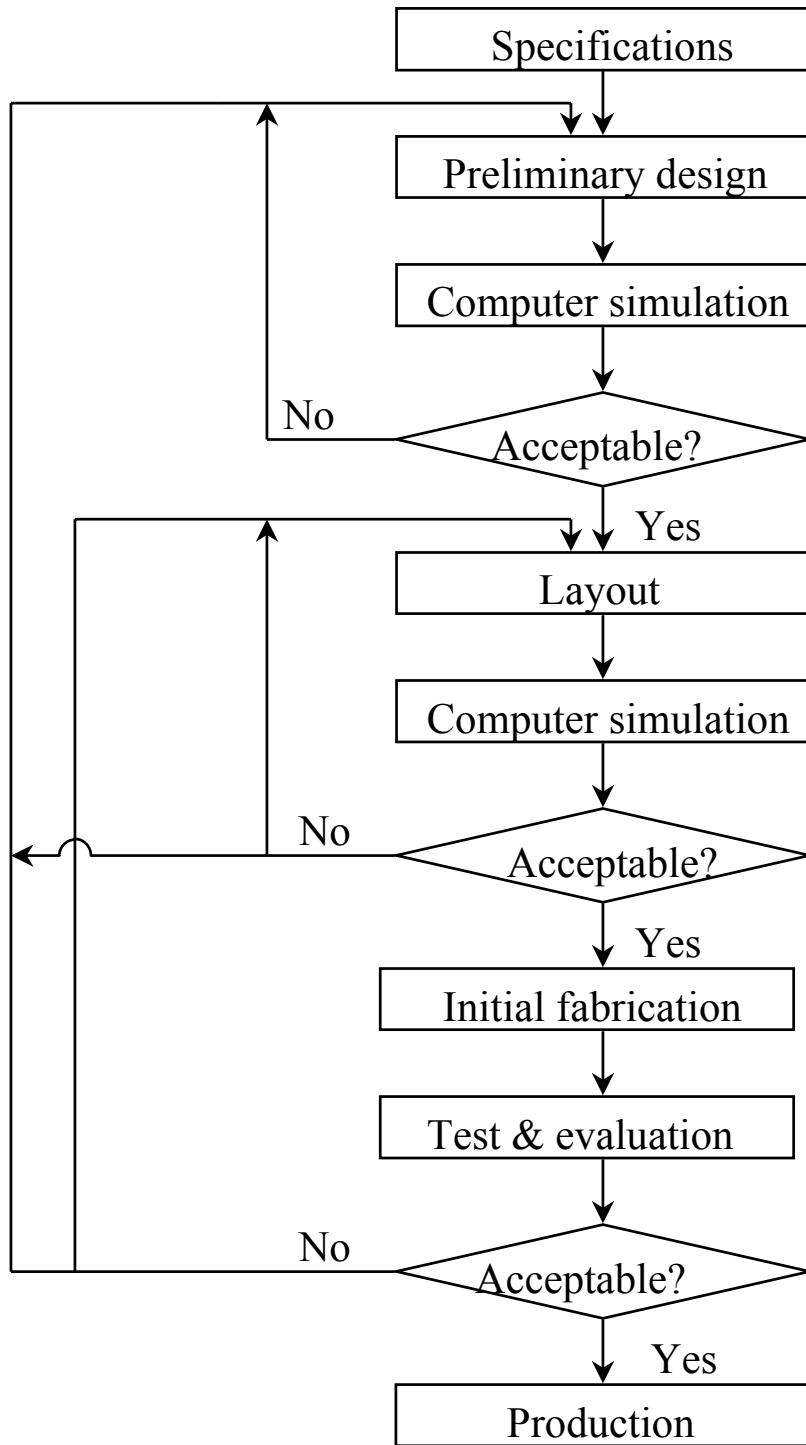 Specifications
Preliminary design
Computer simulation
No
Acceptable?
Yes
Layout
Computer simulation
No
Acceptable?
Yes
Initial fabrication
Test & evaluation
No
Acceptable?
Yes
Production